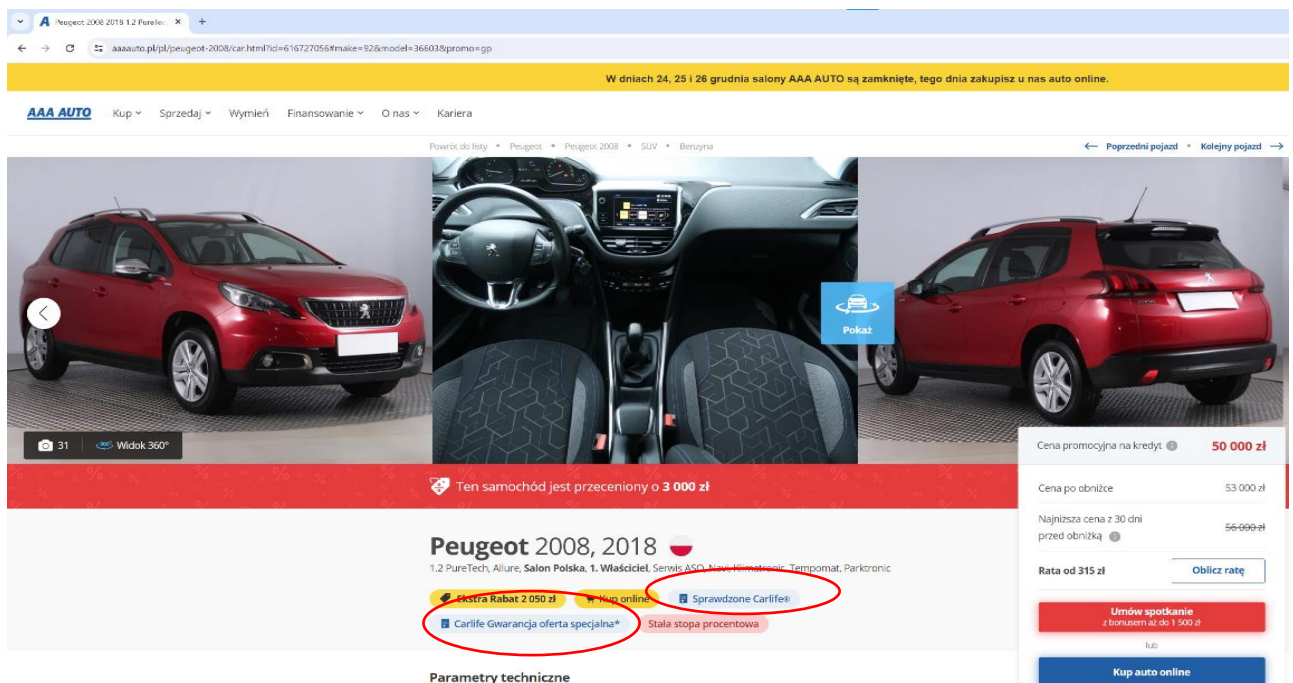 Peugeot 2008 2018 1.2 PureTec
aaaauto.pl/pl/peugeot-2008/car.html?id=616727056#make=92&model=36603&promo=gp
W dniach 24, 25 i 26 grudnia salony AAA AUTO są zamknięte, tego dnia zakupisz u nas auto online.
AAA AUTO Kup Sprzedaj Wymień Finansowanie O nas Kariera
Powrót do listy • Peugeot • Peugeot 2008 • SUV • Benzyna
← Poprzedni pojazd • Kolejny pojazd →
Pokaż
31 Widok 360°
Ten samochód jest przeceniony o 3 000 zł
Peugeot 2008, 2018
1.2 PureTech, Allure, Salon Polska, 1. Właściciel, Serwis ASO, Navi, Klimatronic, Tempomat, Parktronic
Ekstra Rabat 2 050 zł Kup online Sprawdzone Carlife®
Carlife Gwarancja oferta specjalna* Stała stopa procentowa
Parametry techniczne
Cena promocyjna na kredyt 50 000 zł
Cena po obniżce 53 000 zł
Najniższa cena z 30 dni
przed obniżką 56 000 zł
Rata od 315 zł Oblicz ratę
Umów spotkanie
z bonusem aż do 1 500 zł
lub
Kup auto online